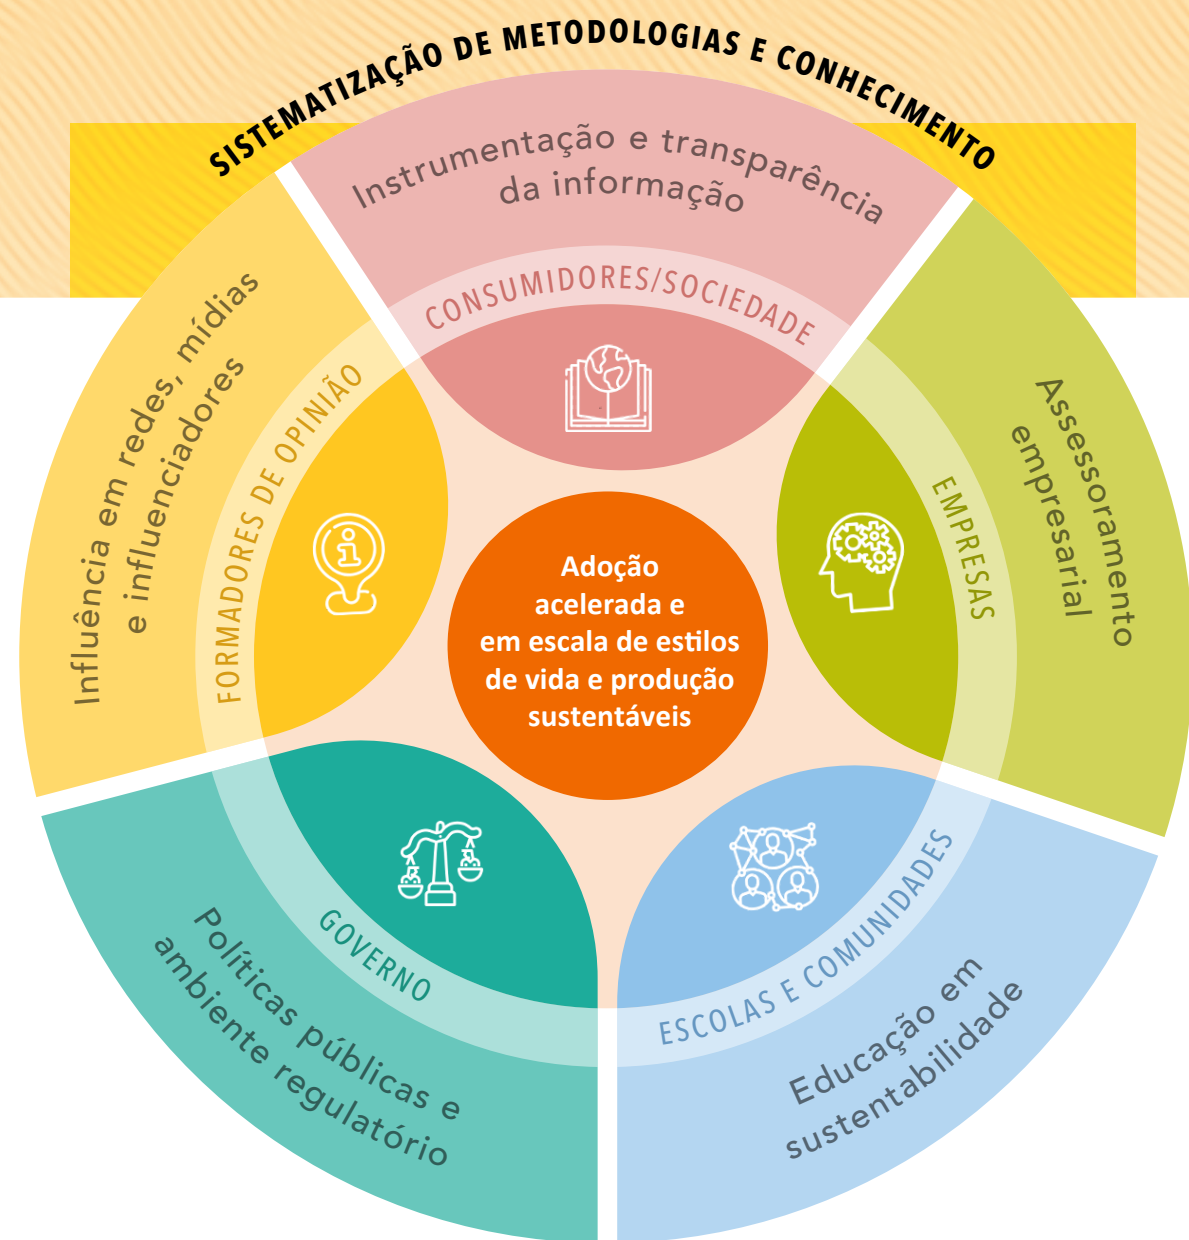 SISTEMATIZAÇÃO DE METODOLOGIAS E CONHECIMENTO
Instrumentação e transparência
da informação
CONSUMIDORES/SOCIEDADE
Assessoramento
empresarial
EMPRESAS
Educação em
sustentabilidade
ESCOLAS E COMUNIDADES
Políticas públicas e
ambiente regulatório
GOVERNO
Influência em redes, mídias
e influenciadores
FORMADORES DE OPINIÃO
Adoção
acelerada e
em escala de estilos
de vida e produção
sustentáveis